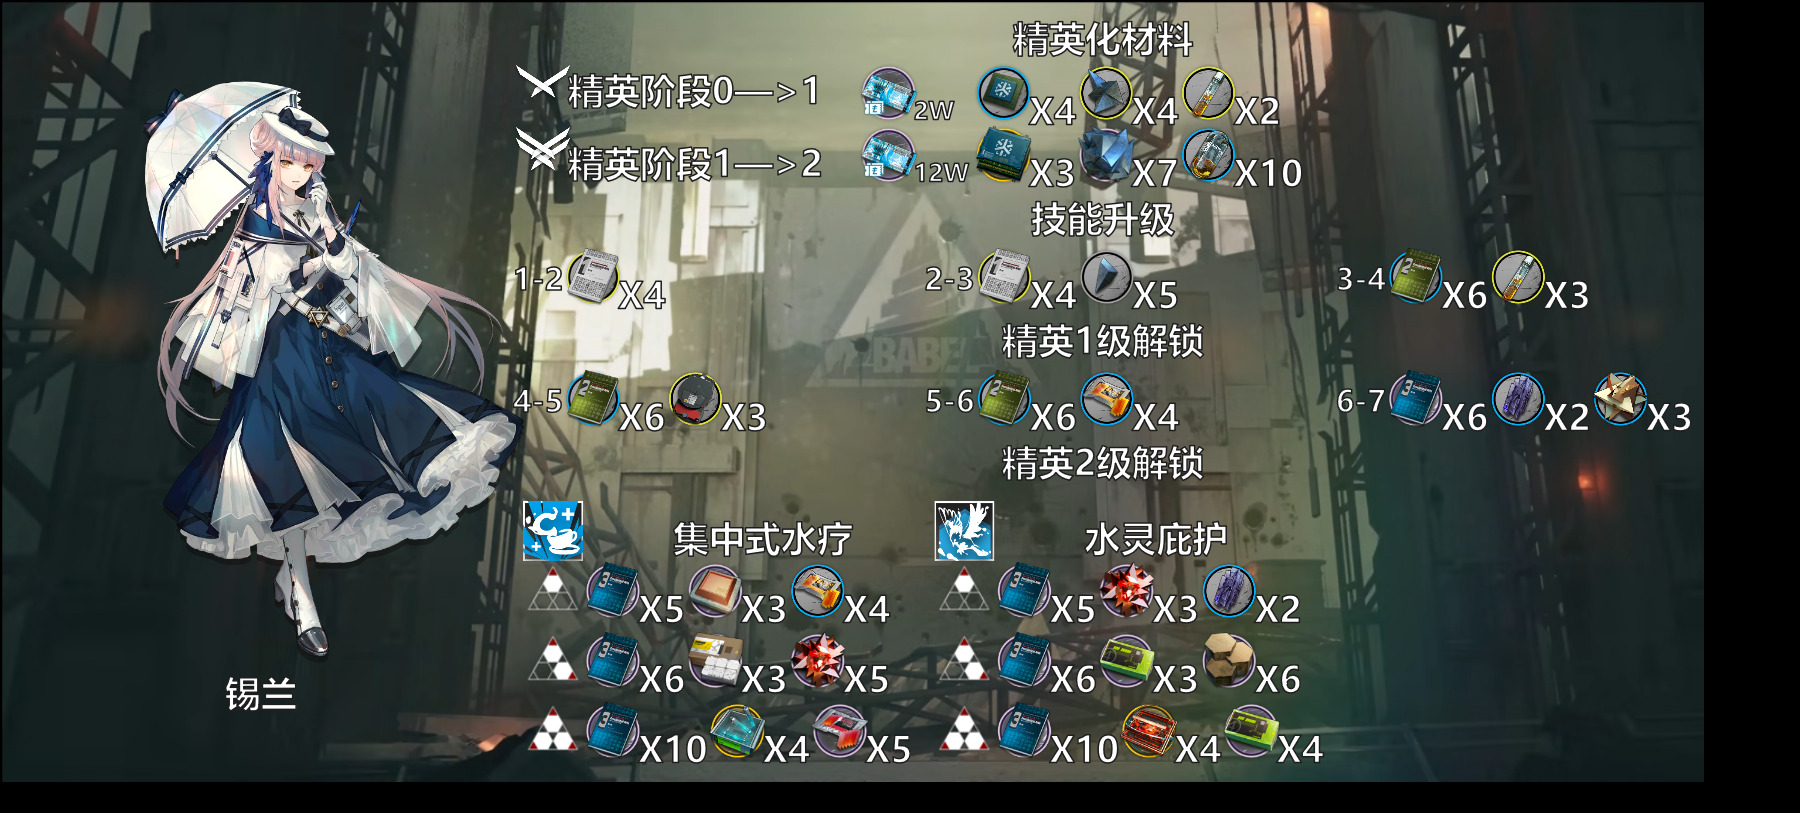 精英化材料
精英阶段0—>1 2W X4 X4 X2
精英阶段1—>2 12W X3 X7 X10
技能升级
1-2 X4 2-3 X4 X5 3-4 X6 X3
BABEL
精英1级解锁
4-5 X6 X3 5-6 X6 X4 6-7 X6 X2 X3
精英2级解锁
集中式水疗 水灵庇护
X5 X3 X4 X5 X3 X2
X6 X3 X5 X6 X3 X6
X10 X4 X5 X10 X4 X4
锡兰